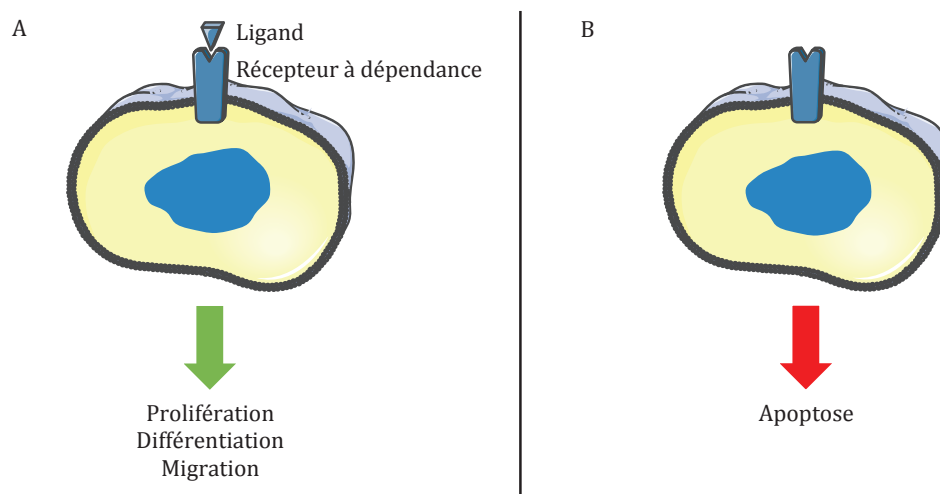 A
Ligand
Récepteur à dépendance
Prolifération
Différentiation
Migration
B
Apoptose